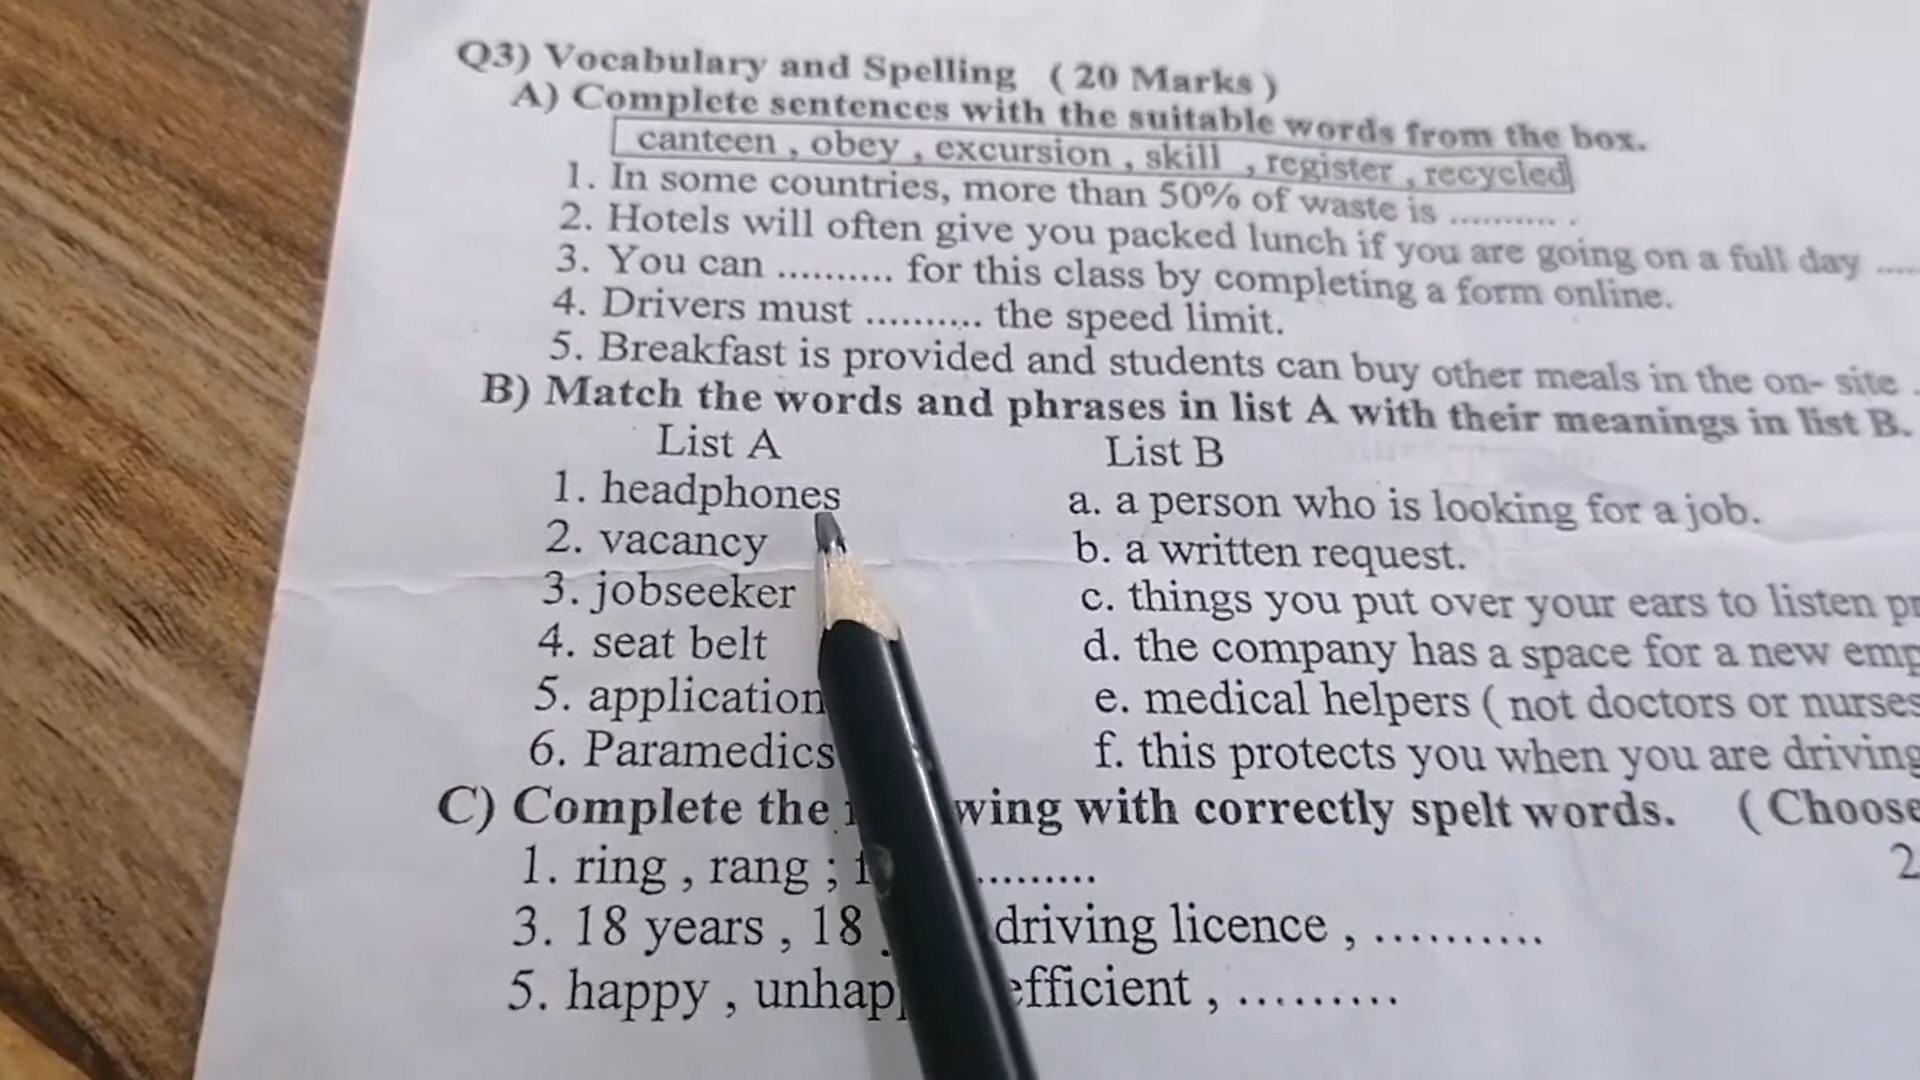 Q3) Vocabulary and Spelling ( 20 Marks )
A) Complete sentences with the suitable words from the box.
canteen , obey , excursion , skill , register , recycled
1. In some countries, more than 50% of waste is .......... .
2. Hotels will often give you packed lunch if you are going on a full day .....
3. You can .......... for this class by completing a form online.
4. Drivers must .......... the speed limit.
5. Breakfast is provided and students can buy other meals in the on- site .
B) Match the words and phrases in list A with their meanings in list B.
List A List B
1. headphones a. a person who is looking for a job.
2. vacancy b. a written request.
3. jobseeker c. things you put over your ears to listen
4. seat belt d. the company has a space for a new
5. application e. medical helpers ( not doctors or nurses
6. Paramedics f. this protects you when you are driving
C) Complete the wing with correctly spelt words. ( Choose
1. ring , rang ; .......... 2
3. 18 years , 18 driving licence , ..........
5. happy , efficient , .........